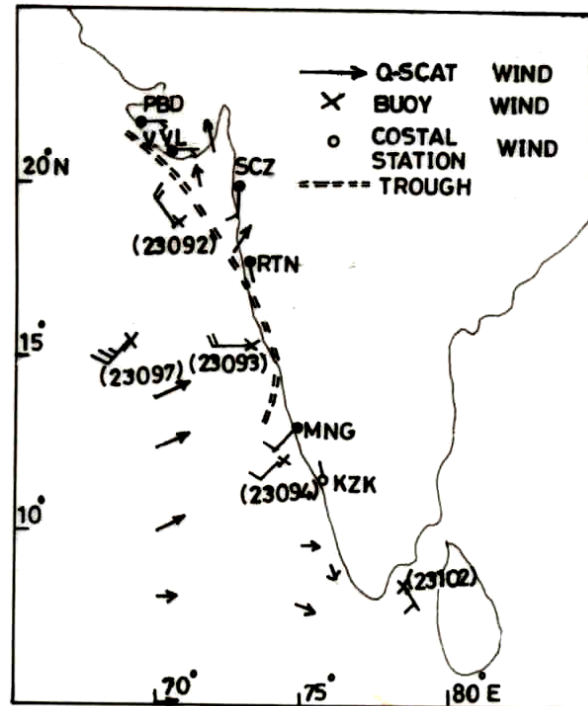 Q-SCAT WIND
BUOY WIND
COSTAL
STATION WIND
TROUGH
PBD
VVL
20°N
SCZ
(23092)
RTN
15°
(23097)
(23093)
MNG
(23094)
KZK
10°
(23102)
70°
75°
80°E